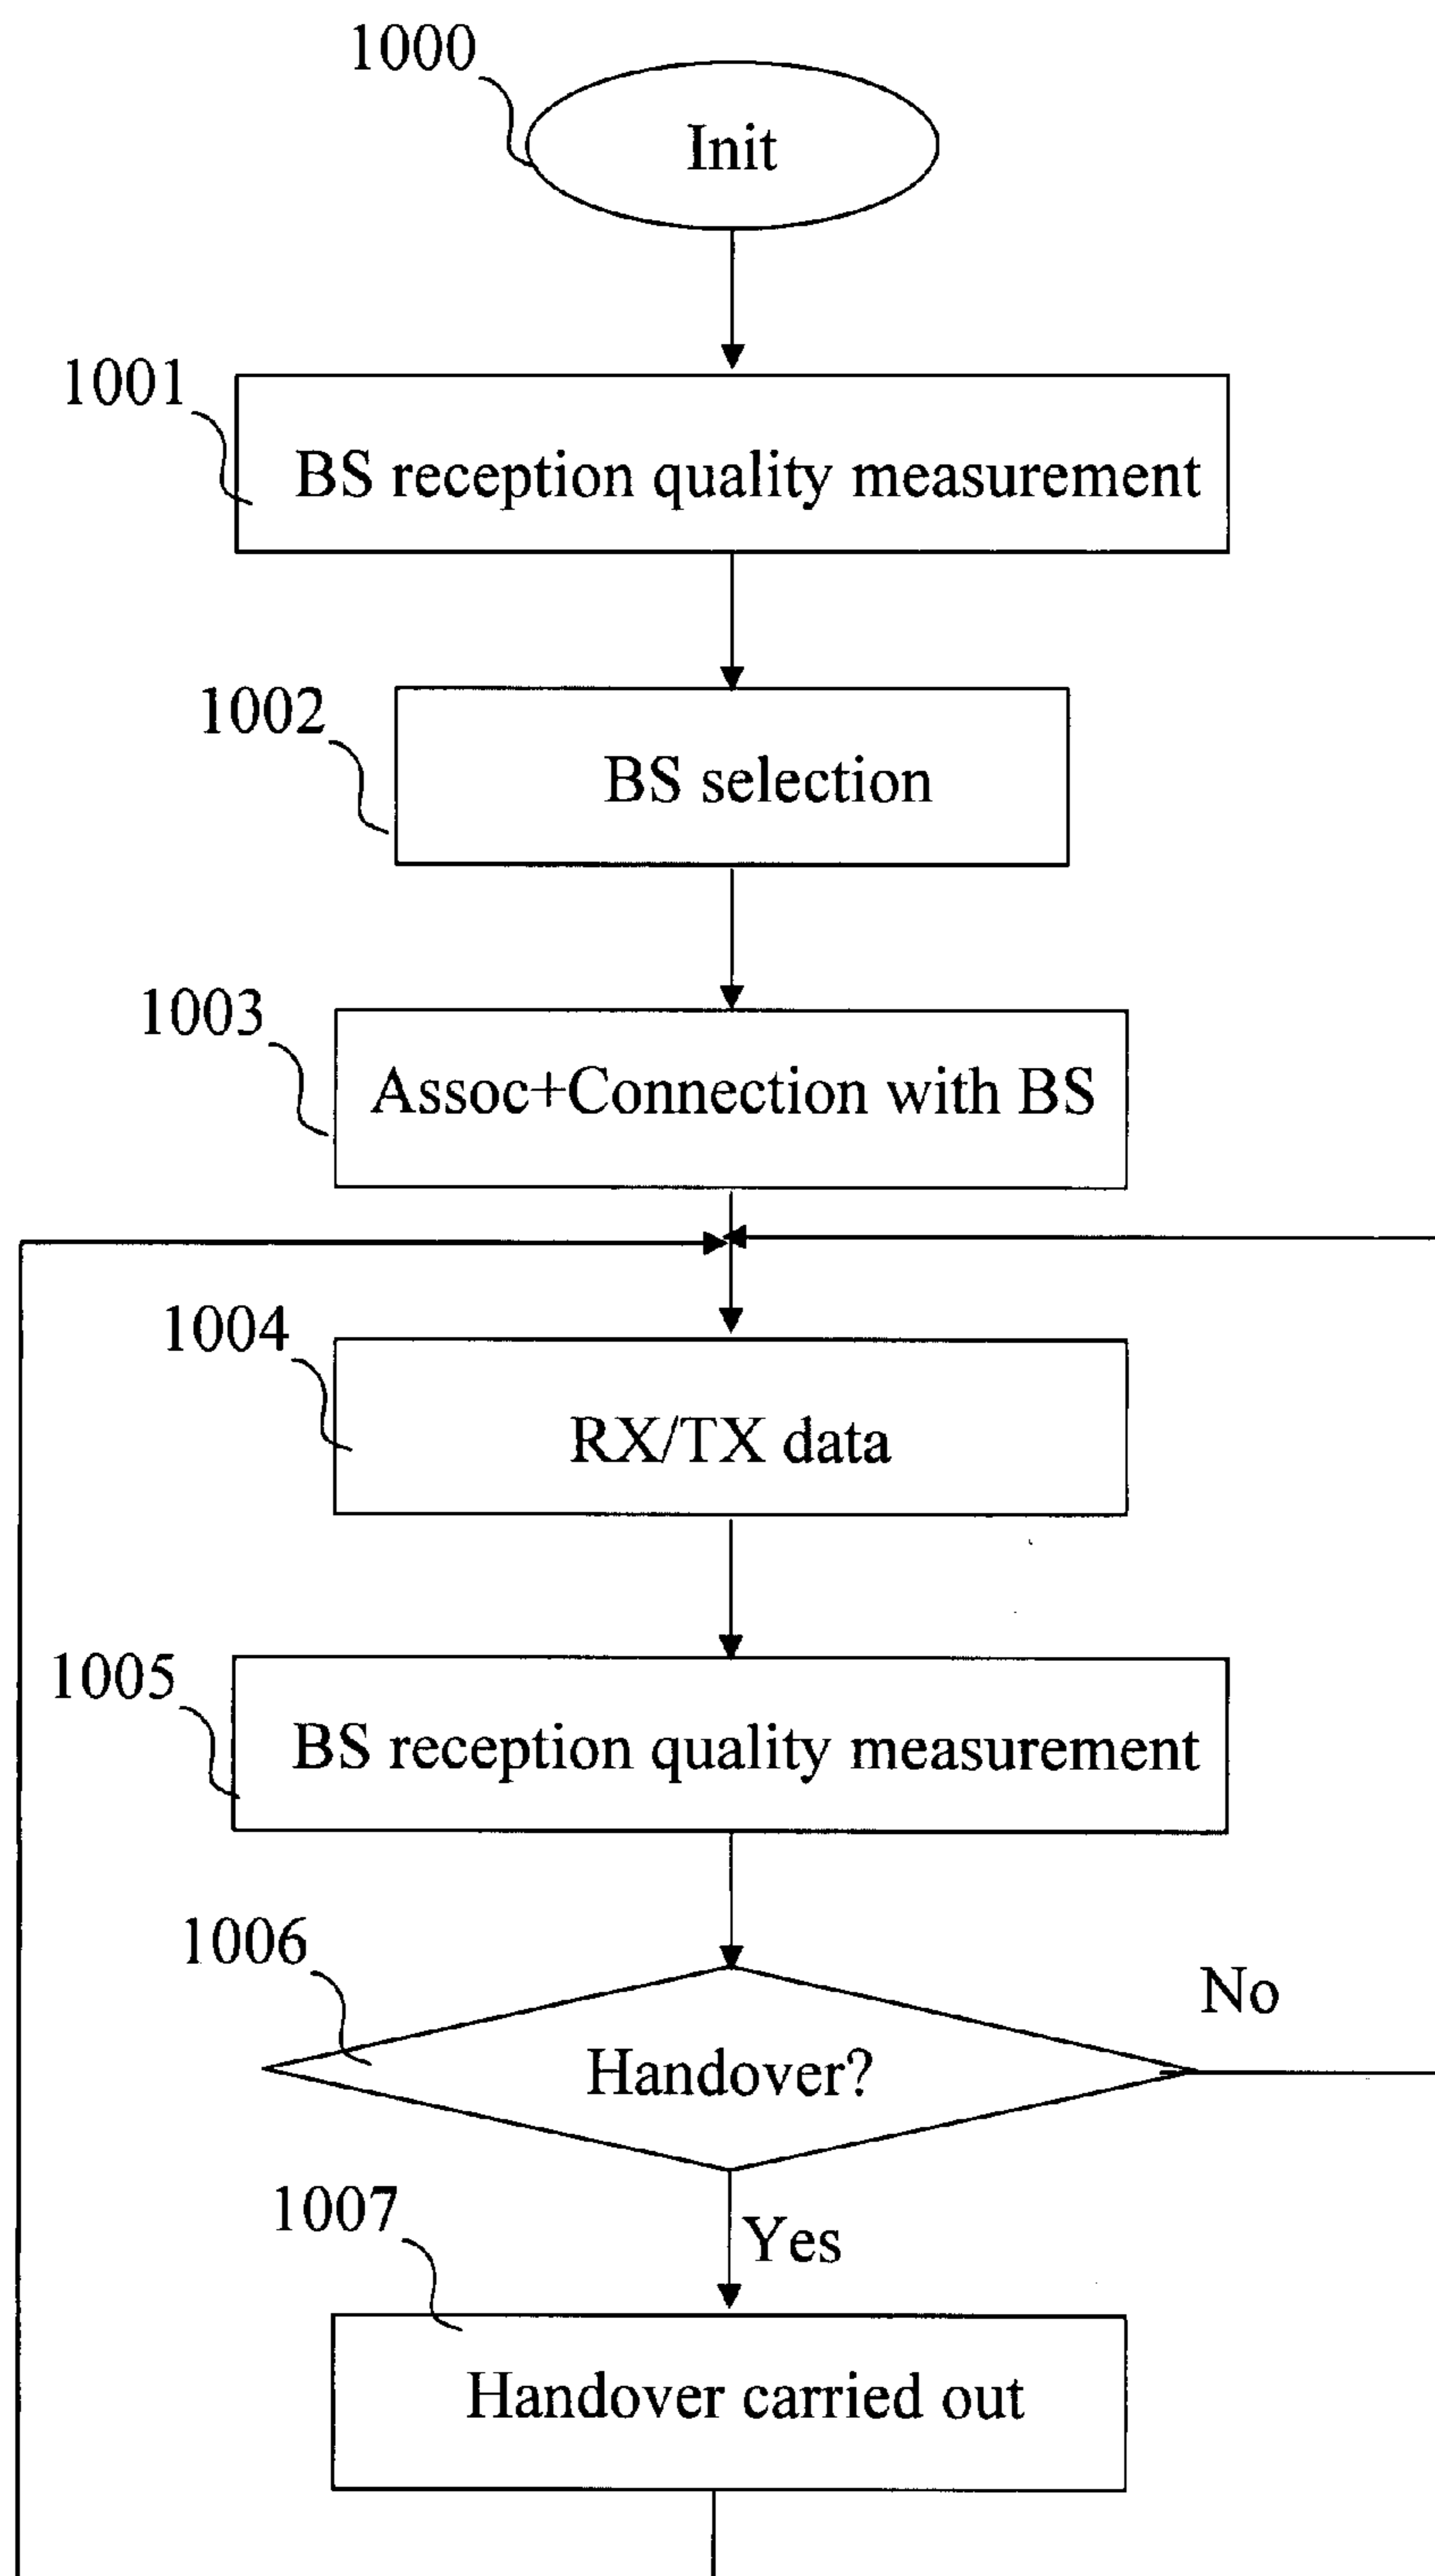 1000
Init
1001
BS reception quality measurement
1002
BS selection
1003
Assoc+Connection with BS
1004
RX/TX data
1005
BS reception quality measurement
1006
Handover?
No
Yes
1007
Handover carried out